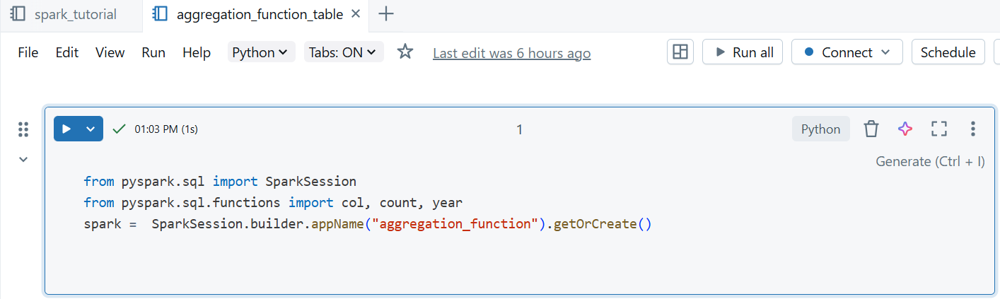 spark_tutorial
aggregation_function_table
File Edit View Run Help Python Tabs: ON Last edit was 6 hours ago Run all Connect Schedule
01:03 PM (1s) 1 Python
Generate (Ctrl + I)
from pyspark.sql import SparkSession
from pyspark.sql.functions import col, count, year
spark =  SparkSession.builder.appName("aggregation_function").getOrCreate()